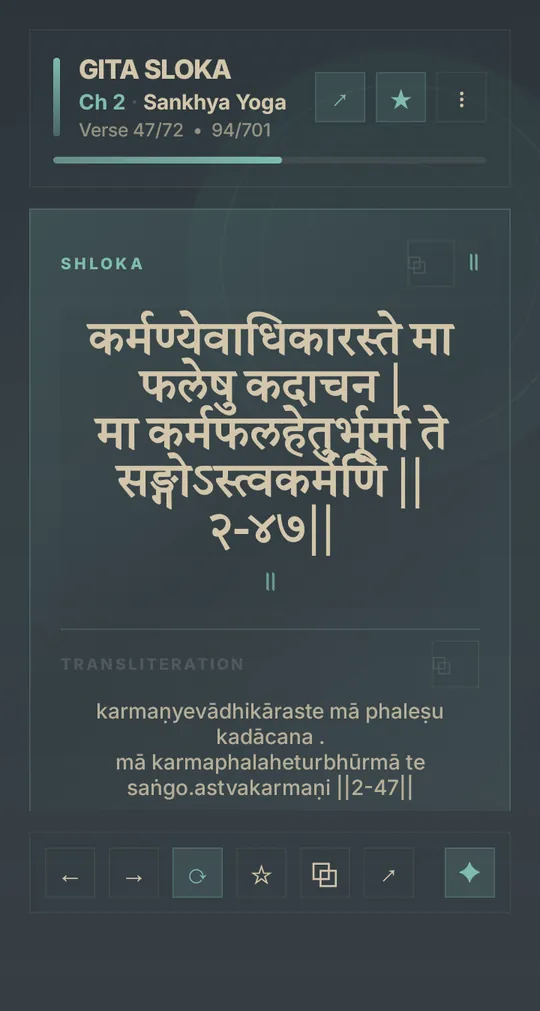 GITA SLOKA
Ch 2 · Sankhya Yoga
Verse 47/72 • 94/701
SHLOKA
॥
कर्मण्येवाधिकारस्ते मा
फलेषु कदाचन |
मा कर्मफलहेतुर्भूर्मा ते
सङ्गोऽस्त्वकर्मणि ||
२-४७||
॥
TRANSLITERATION
karmaṇyevādhikāraste mā phaleṣu
kadācana .
mā karmaphalaheturbhūrmā te
saṅgo.astvakarmaṇi ||2-47||